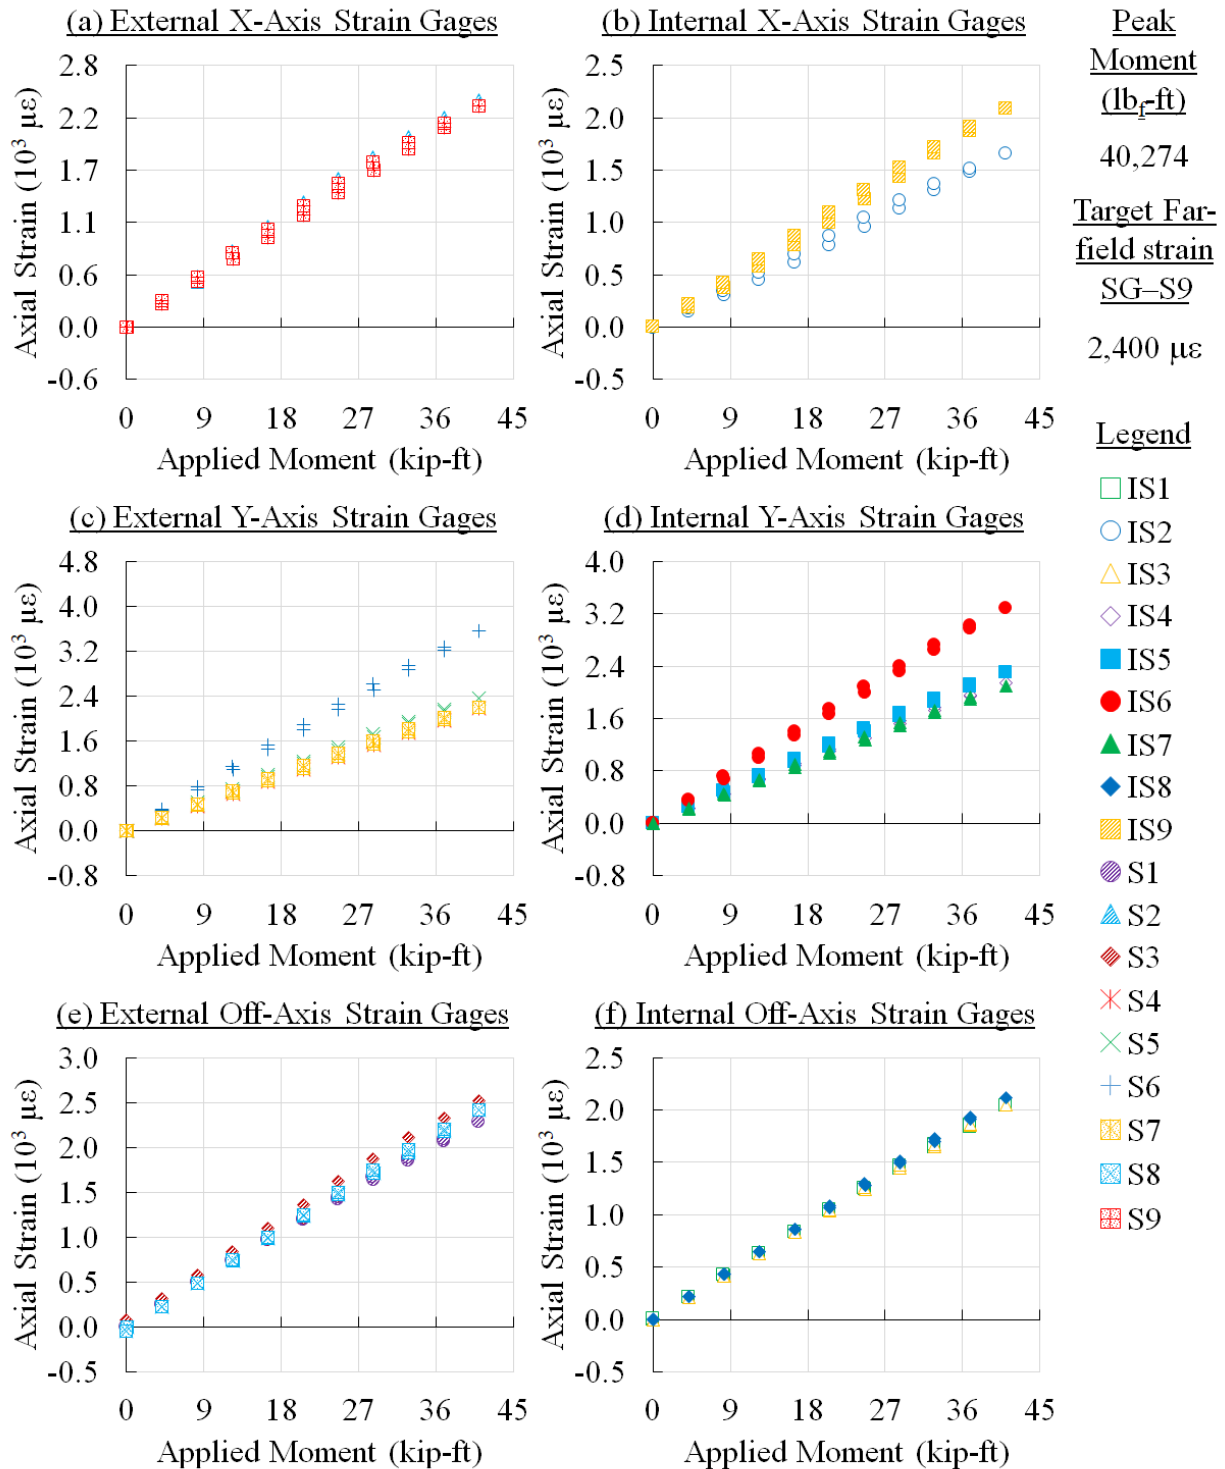 (a) External X-Axis Strain Gages
Axial Strain (10³ µε)
2.8
2.2
1.7
1.1
0.6
0.0
-0.6
0 9 18 27 36 45
Applied Moment (kip-ft)
(b) Internal X-Axis Strain Gages
Axial Strain (10³ µε)
2.5
2.0
1.5
1.0
0.5
0.0
-0.5
0 9 18 27 36 45
Applied Moment (kip-ft)
Peak
Moment
(lb_f-ft)
40,274
Target Far-
field strain
SG–S9
2,400 µε
(c) External Y-Axis Strain Gages
Axial Strain (10³ µε)
4.8
4.0
3.2
2.4
1.6
0.8
0.0
-0.8
0 9 18 27 36 45
Applied Moment (kip-ft)
(d) Internal Y-Axis Strain Gages
Axial Strain (10³ µε)
4.0
3.2
2.4
1.6
0.8
0.0
-0.8
0 9 18 27 36 45
Applied Moment (kip-ft)
(e) External Off-Axis Strain Gages
Axial Strain (10³ µε)
3.0
2.5
2.0
1.5
1.0
0.5
0.0
-0.5
0 9 18 27 36 45
Applied Moment (kip-ft)
(f) Internal Off-Axis Strain Gages
Axial Strain (10³ µε)
2.5
2.0
1.5
1.0
0.5
0.0
-0.5
0 9 18 27 36 45
Applied Moment (kip-ft)
Legend
IS1
IS2
IS3
IS4
IS5
IS6
IS7
IS8
IS9
S1
S2
S3
S4
S5
S6
S7
S8
S9